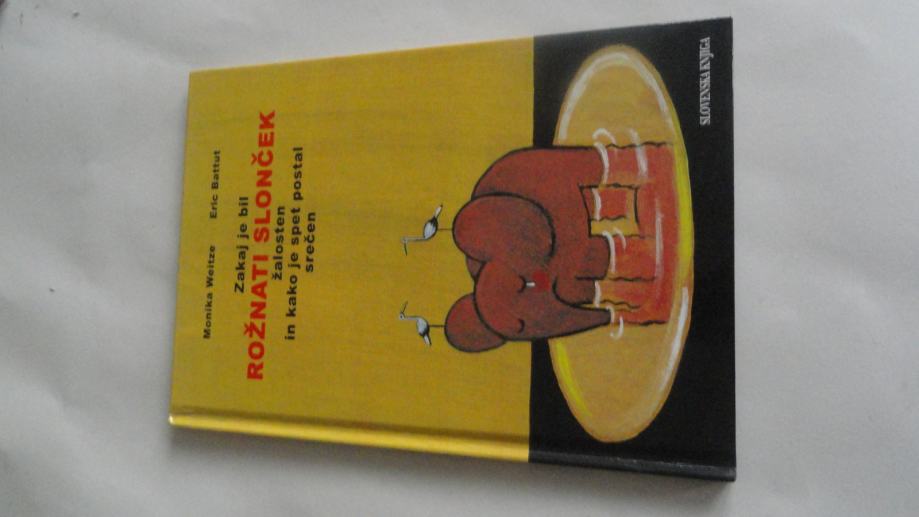 Monika Weitze Eric Battut
Zakaj je bil
ROŽNATI SLONČEK
žalosten
in kako je spet postal
srečen
SLOVENSKA KNJIGA